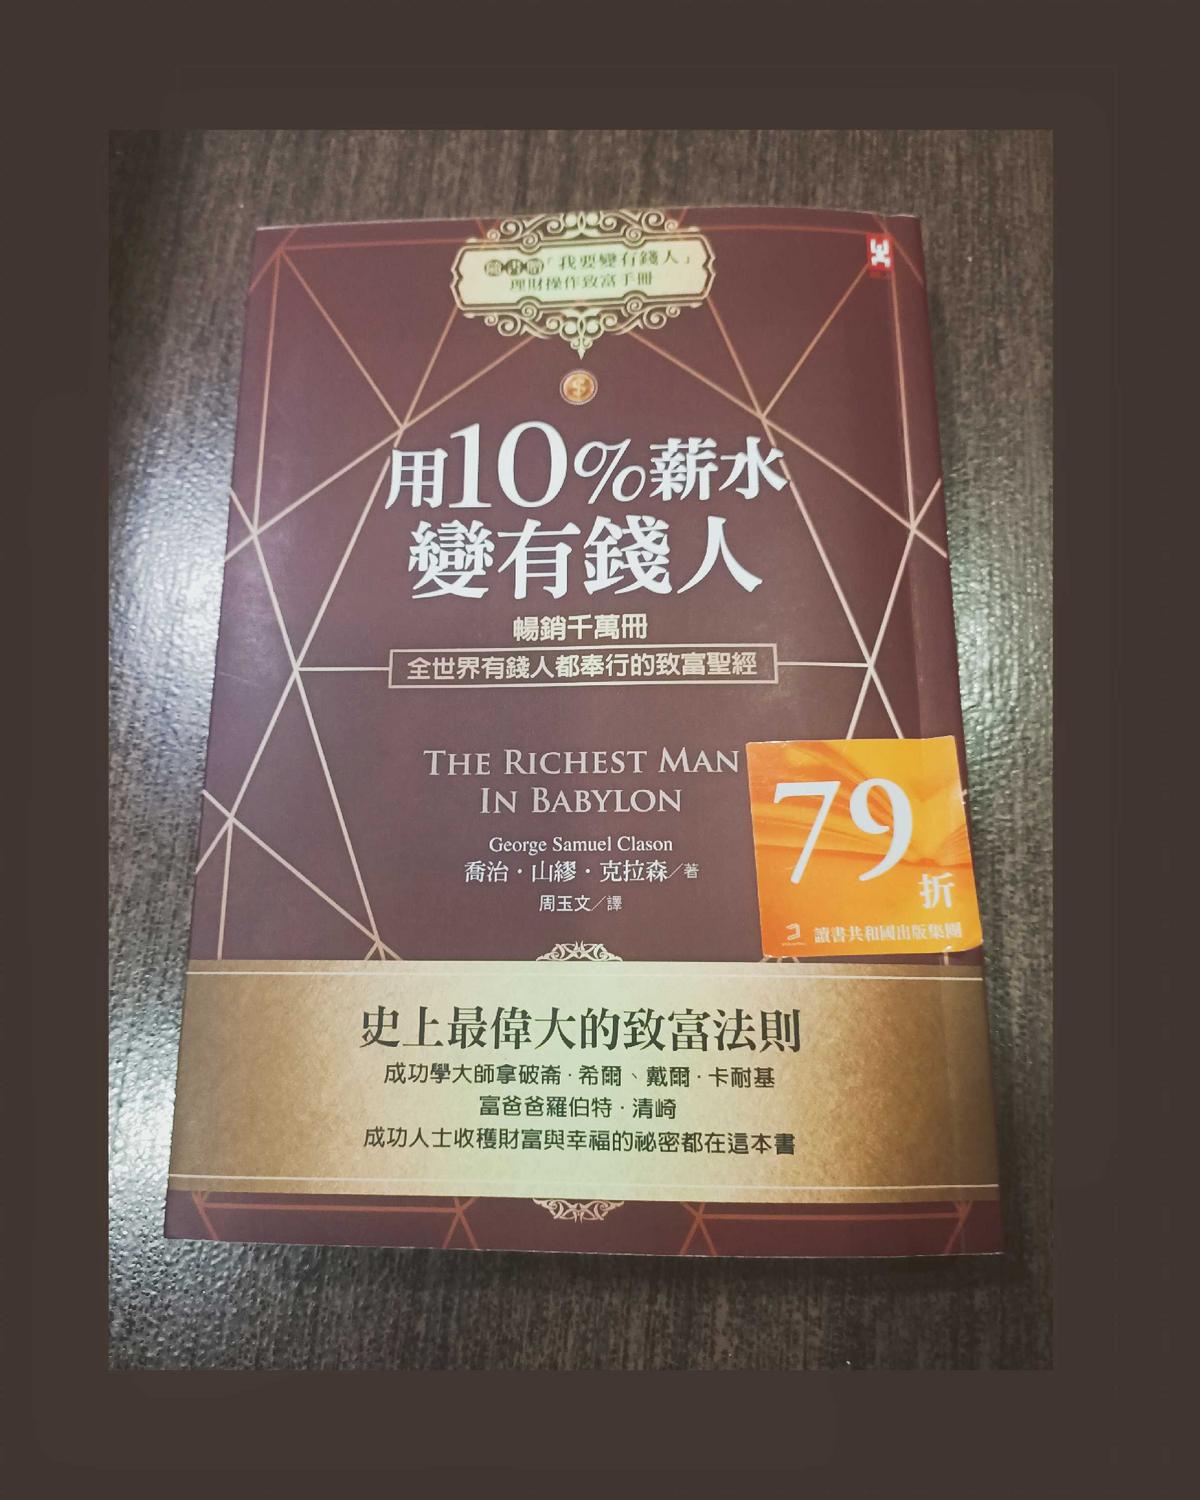 隨書贈「我要變有錢人」
理財操作致富手冊
用10%薪水
變有錢人
暢銷千萬冊
全世界有錢人都奉行的致富聖經
THE RICHEST MAN
IN BABYLON
George Samuel Clason
喬治・山繆・克拉森／著
周玉文／譯
79
折
讀書共和國出版集團
史上最偉大的致富法則
成功學大師拿破崙・希爾、戴爾・卡耐基
富爸爸羅伯特・清崎
成功人士收穫財富與幸福的祕密都在這本書